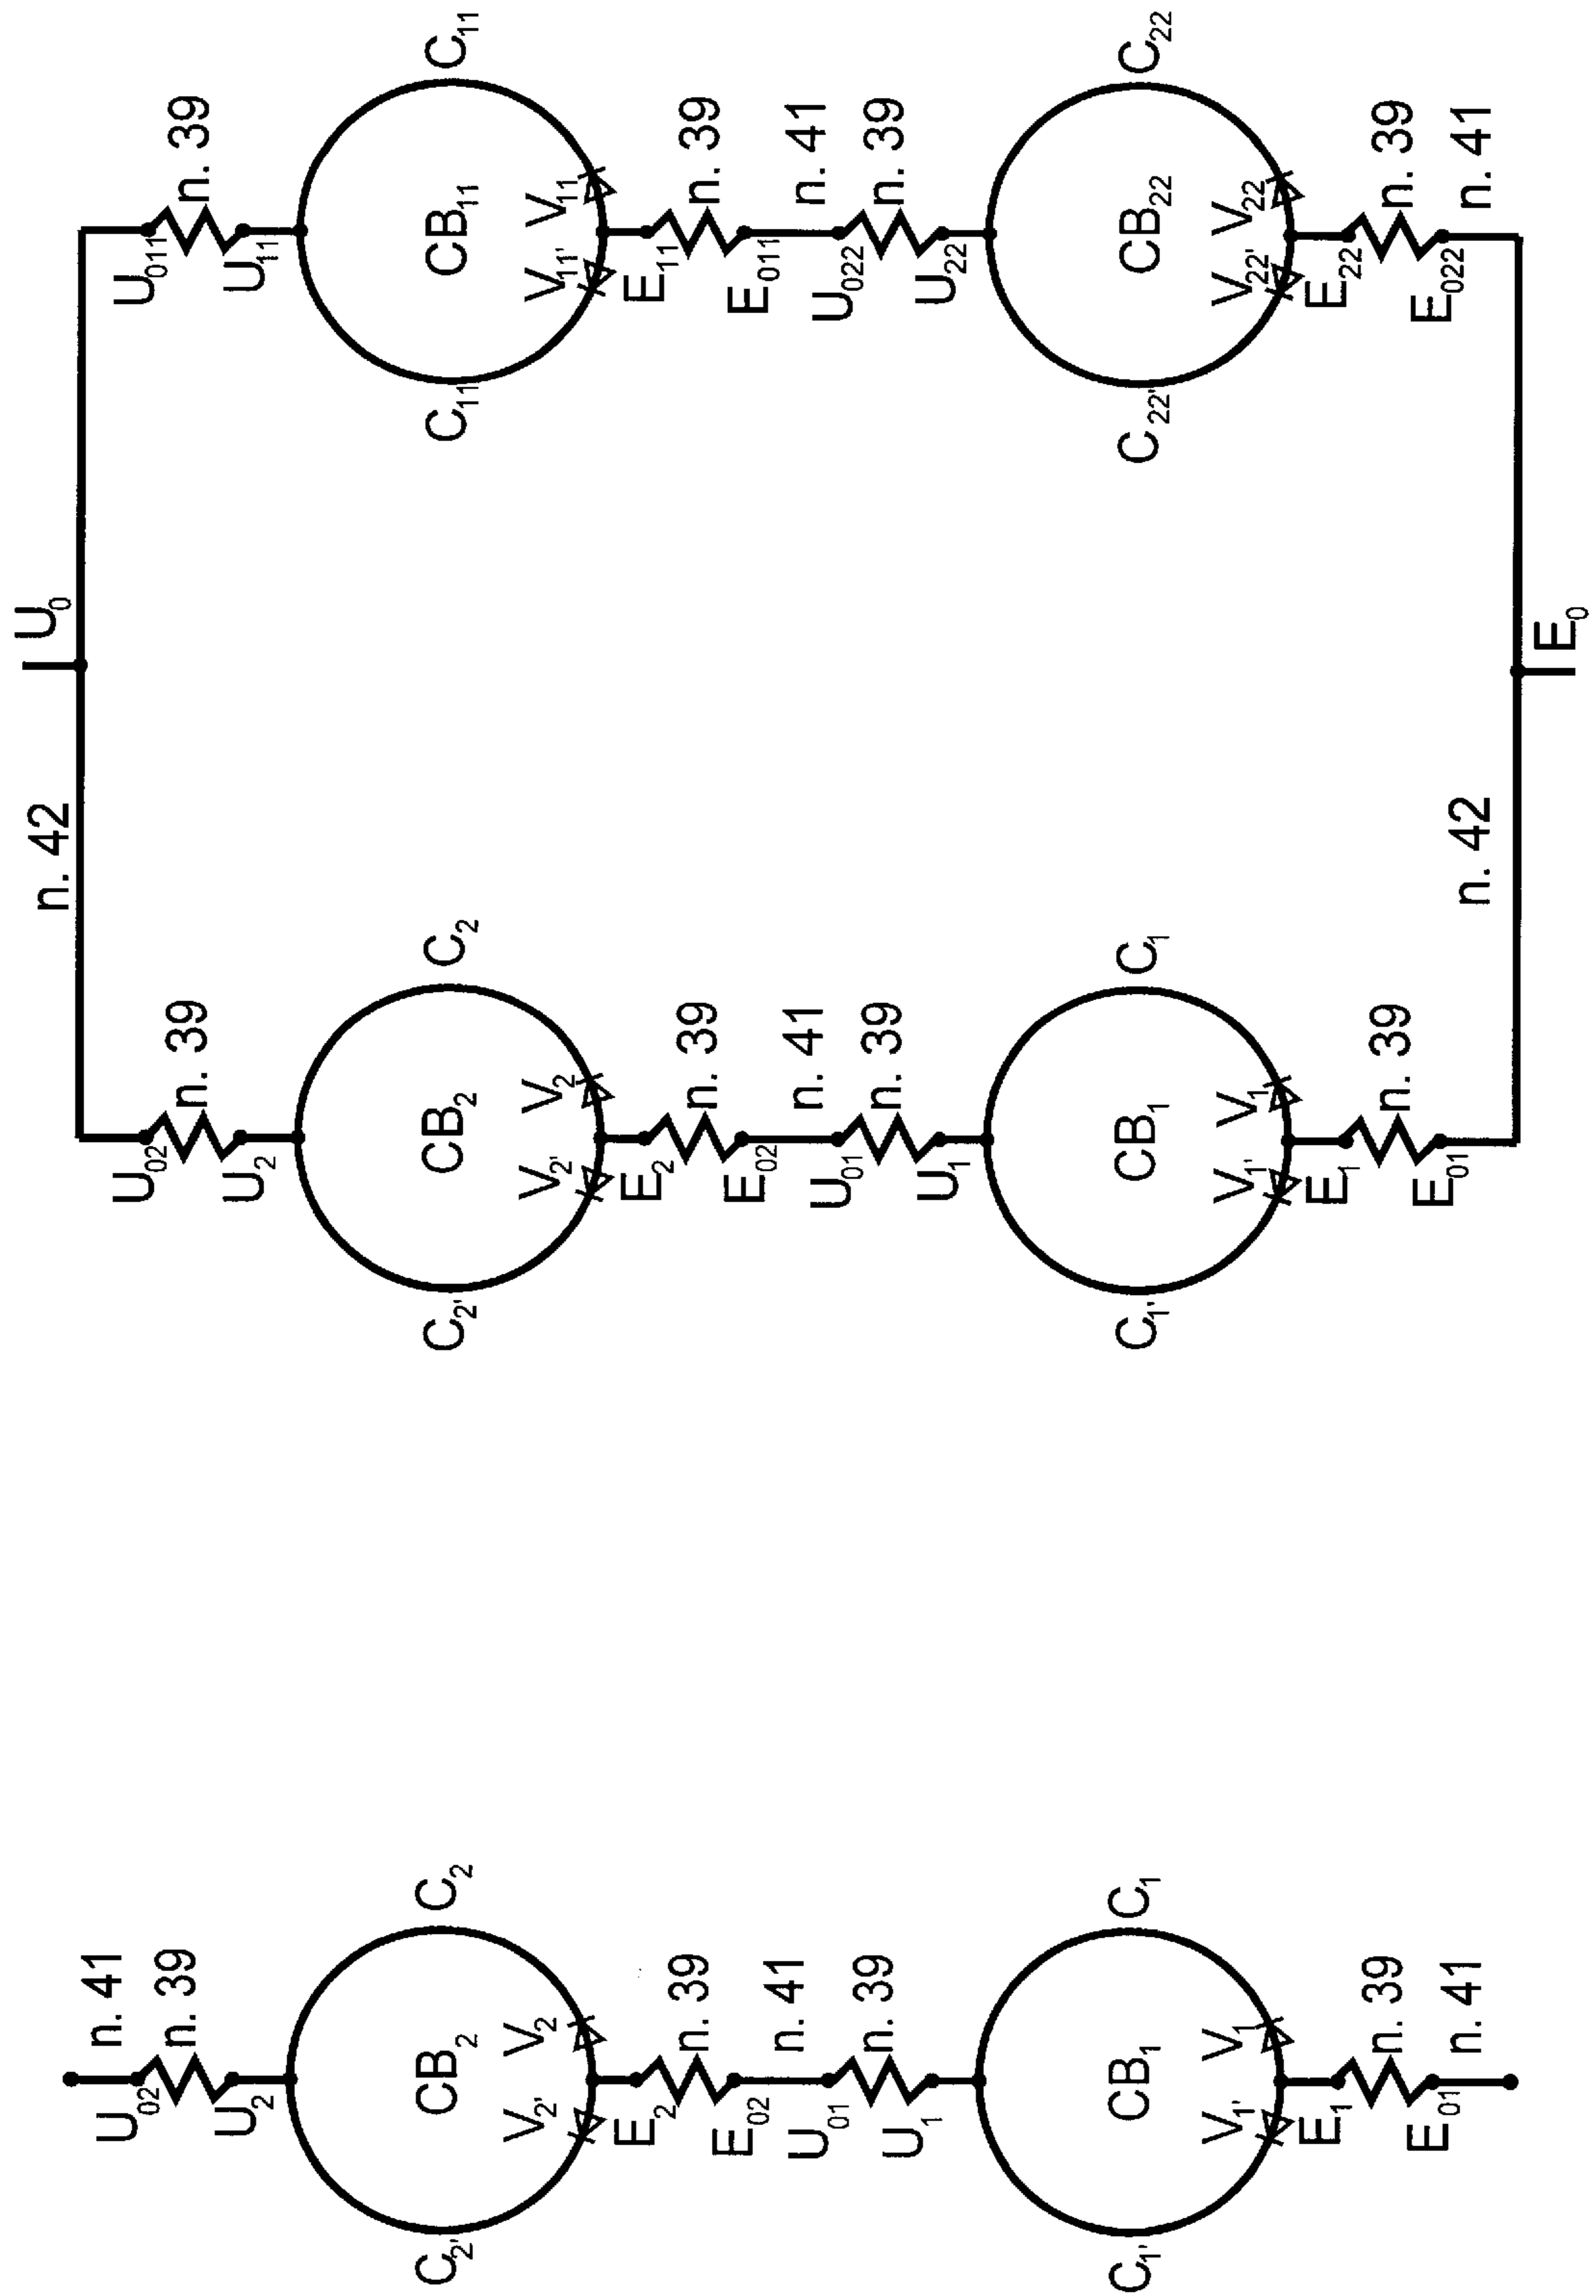 n. 41
U₀₂
n. 39
U₂
C₂'
C₂
CB₂
V₂'
V₂
E₂
n. 39
E₀₂
n. 41
U₀₁
n. 39
U₁
C₁'
C₁
CB₁
V₁'
V₁
E₁
n. 39
E₀₁
n. 41
U₀
n. 42
U₀₂
n. 39
U₂
C₂'
C₂
CB₂
V₂'
V₂
E₂
n. 39
E₀₂
n. 41
U₀₁
n. 39
U₁
C₁'
C₁
CB₁
V₁'
V₁
E₁
n. 39
E₀₁
n. 42
U₀₁₁
n. 39
U₁₁
C₁₁
C₁₁
CB₁₁
V₁₁'
V₁₁
E₁₁
n. 39
E₀₁₁
n. 41
U₀₂₂
n. 39
U₂₂
C₂₂'
C₂₂
CB₂₂
V₂₂'
V₂₂
E₂₂
n. 39
E₀₂₂
n. 41
E₀